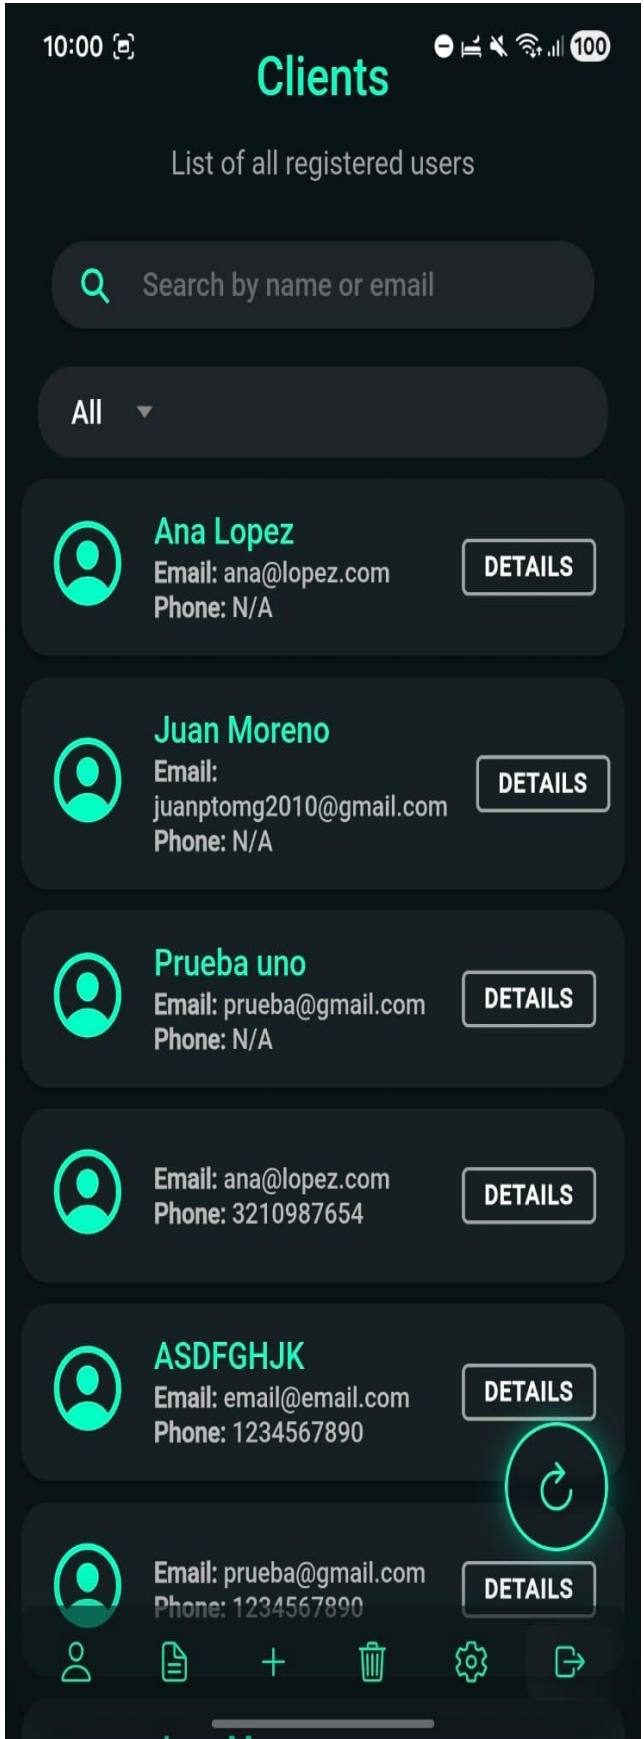 10:00
100
Clients
List of all registered users
Search by name or email
All
Ana Lopez
Email: ana@lopez.com
Phone: N/A
DETAILS
Juan Moreno
Email:
juanptomg2010@gmail.com
Phone: N/A
DETAILS
Prueba uno
Email: prueba@gmail.com
Phone: N/A
DETAILS
Email: ana@lopez.com
Phone: 3210987654
DETAILS
ASDFGHJK
Email: email@email.com
Phone: 1234567890
DETAILS
Email: prueba@gmail.com
Phone: 1234567890
DETAILS